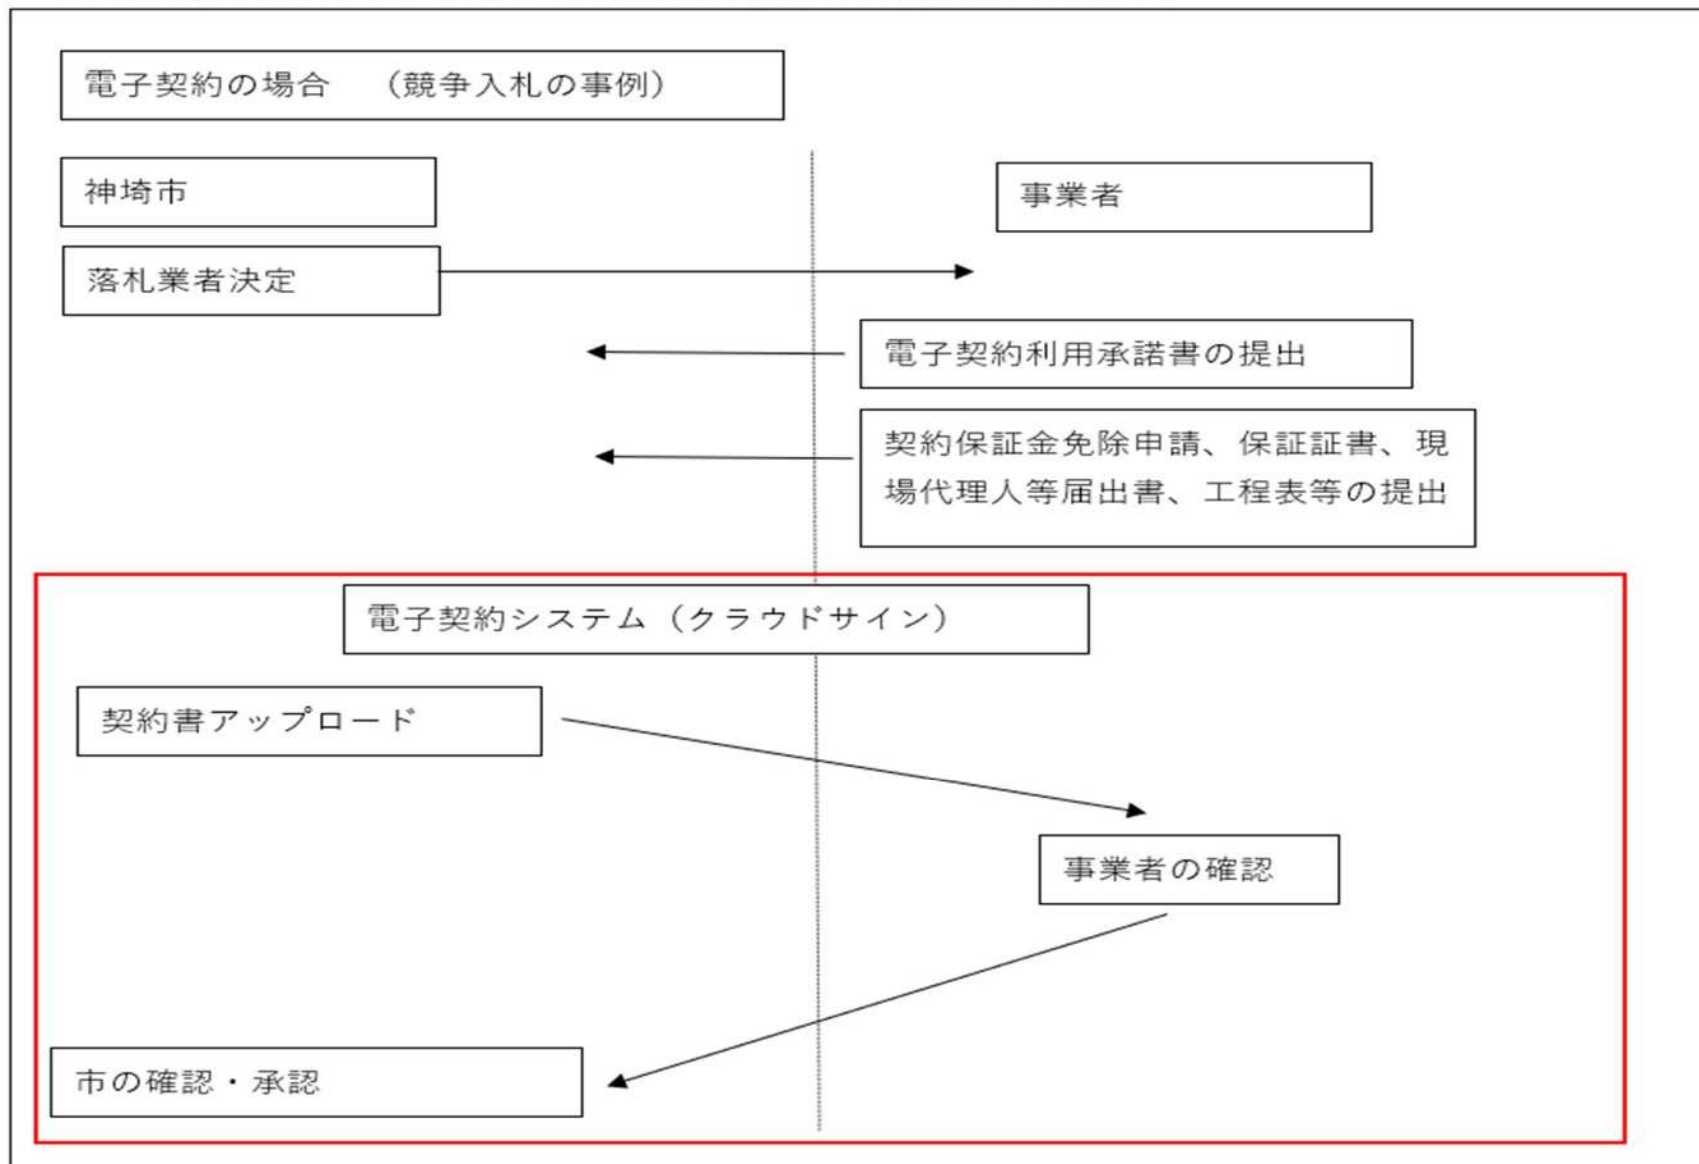 電子契約の場合　（競争入札の事例）
神埼市
事業者
落札業者決定
電子契約利用承諾書の提出
契約保証金免除申請、保証証書、現
場代理人等届出書、工程表等の提出
電子契約システム（クラウドサイン）
契約書アップロード
事業者の確認
市の確認・承認